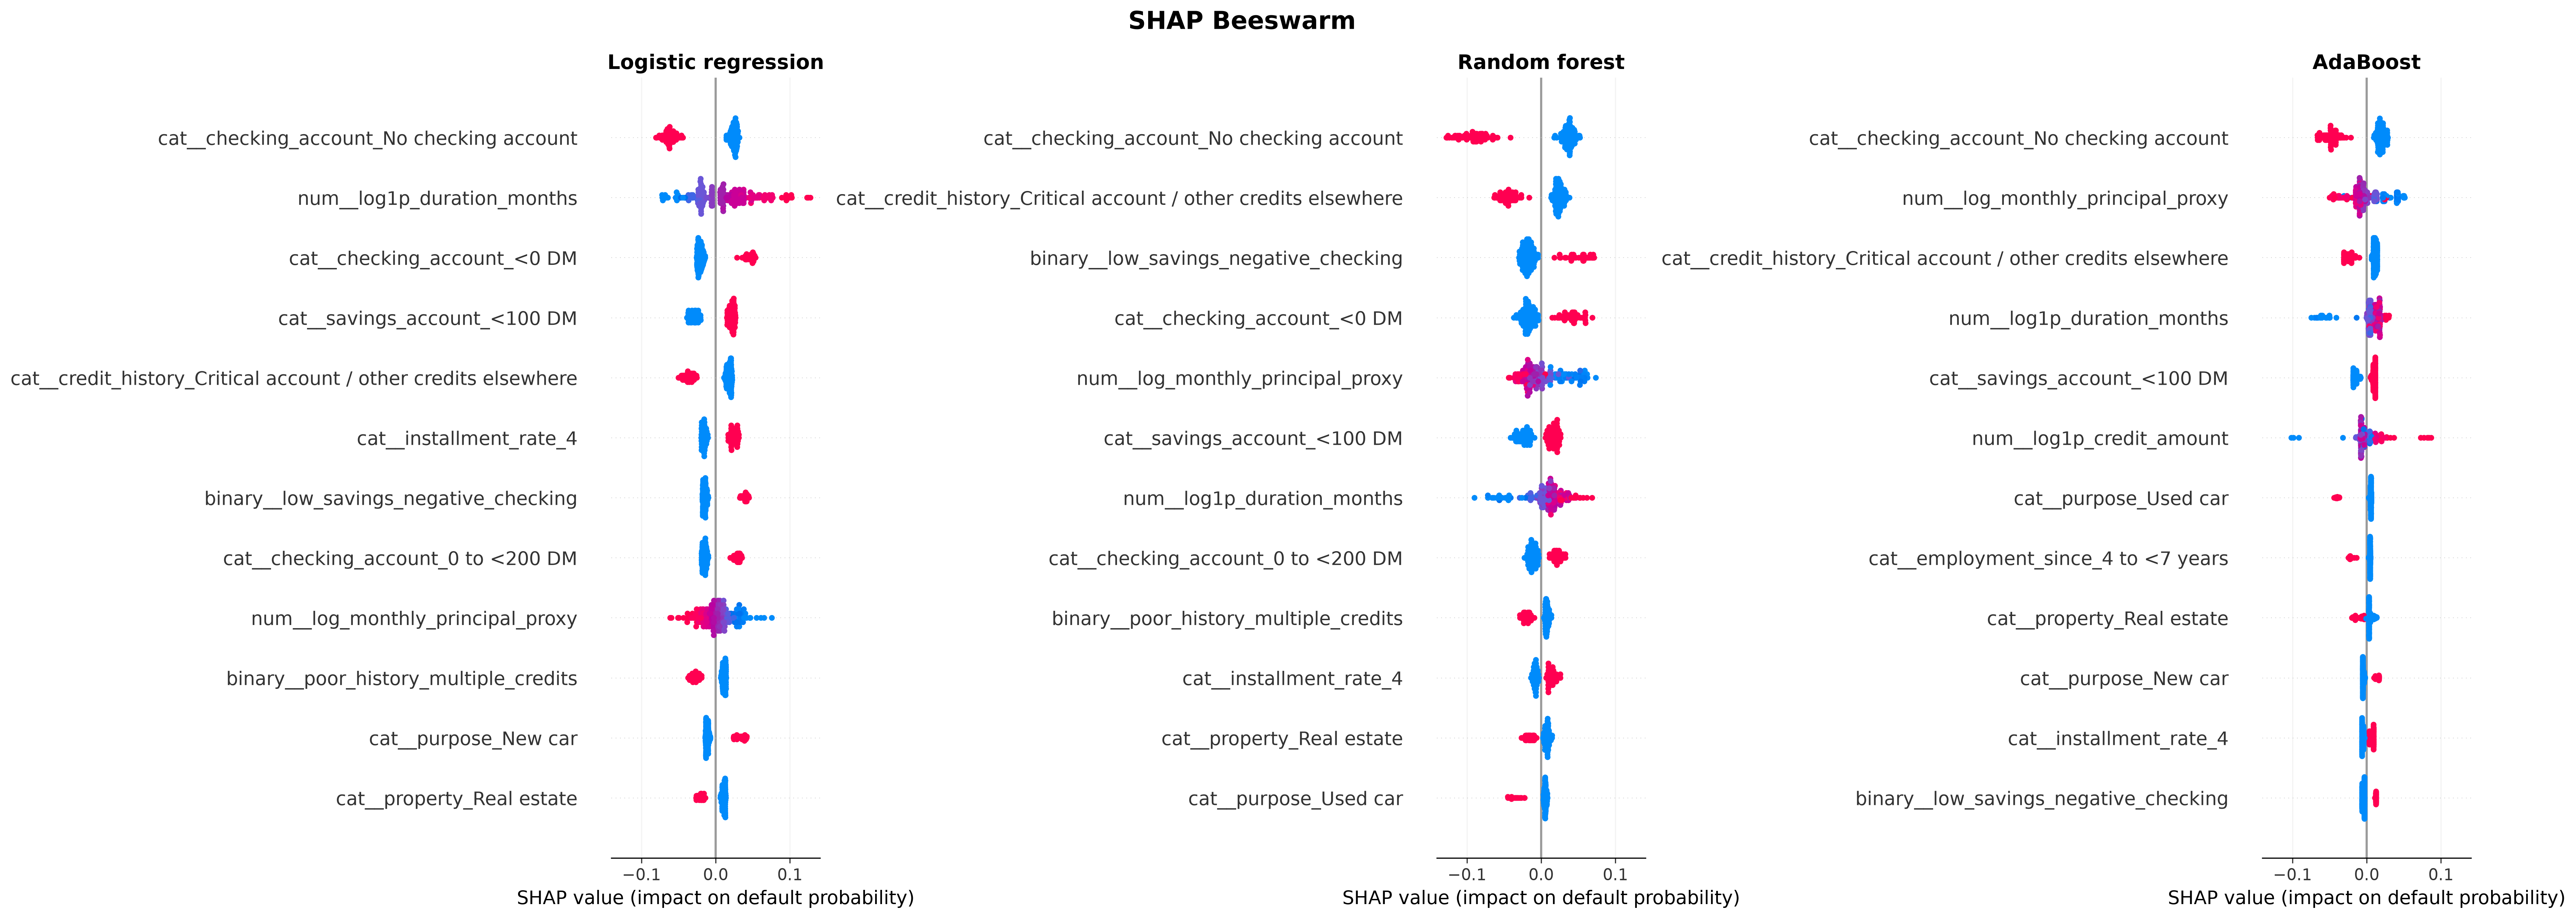 SHAP Beeswarm
Logistic regression
cat__checking_account_No checking account
num__log1p_duration_months
cat__checking_account_<0 DM
cat__savings_account_<100 DM
cat__credit_history_Critical account / other credits elsewhere
cat__installment_rate_4
binary__low_savings_negative_checking
cat__checking_account_0 to <200 DM
num__log_monthly_principal_proxy
binary__poor_history_multiple_credits
cat__purpose_New car
cat__property_Real estate
−0.1 0.0 0.1
SHAP value (impact on default probability)
Random forest
cat__checking_account_No checking account
cat__credit_history_Critical account / other credits elsewhere
binary__low_savings_negative_checking
cat__checking_account_<0 DM
num__log_monthly_principal_proxy
cat__savings_account_<100 DM
num__log1p_duration_months
cat__checking_account_0 to <200 DM
binary__poor_history_multiple_credits
cat__installment_rate_4
cat__property_Real estate
cat__purpose_Used car
−0.1 0.0 0.1
SHAP value (impact on default probability)
AdaBoost
cat__checking_account_No checking account
num__log_monthly_principal_proxy
cat__credit_history_Critical account / other credits elsewhere
num__log1p_duration_months
cat__savings_account_<100 DM
num__log1p_credit_amount
cat__purpose_Used car
cat__employment_since_4 to <7 years
cat__property_Real estate
cat__purpose_New car
cat__installment_rate_4
binary__low_savings_negative_checking
−0.1 0.0 0.1
SHAP value (impact on default probability)